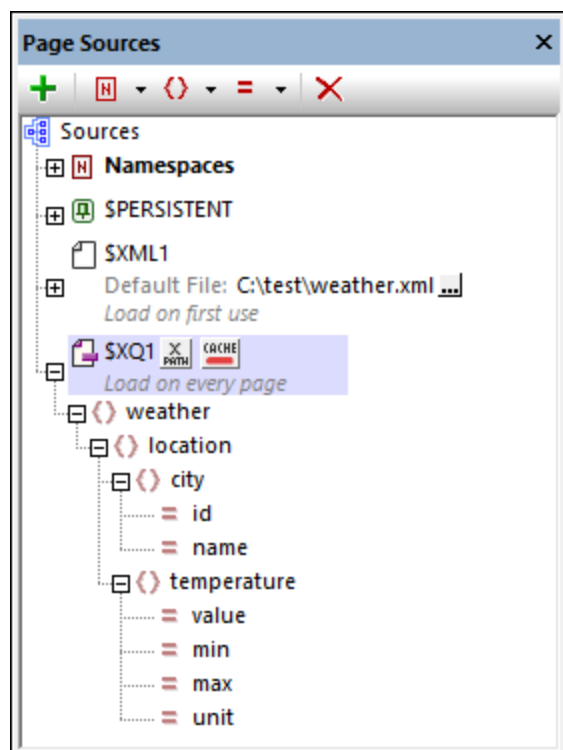 Page Sources
N {} =
Sources
N Namespaces
$PERSISTENT
$XML1
Default File: C:\test\weather.xml ...
Load on first use
$XQ1 X PATH CACHE
Load on every page
{} weather
{} location
{} city
= id
= name
{} temperature
= value
= min
= max
= unit